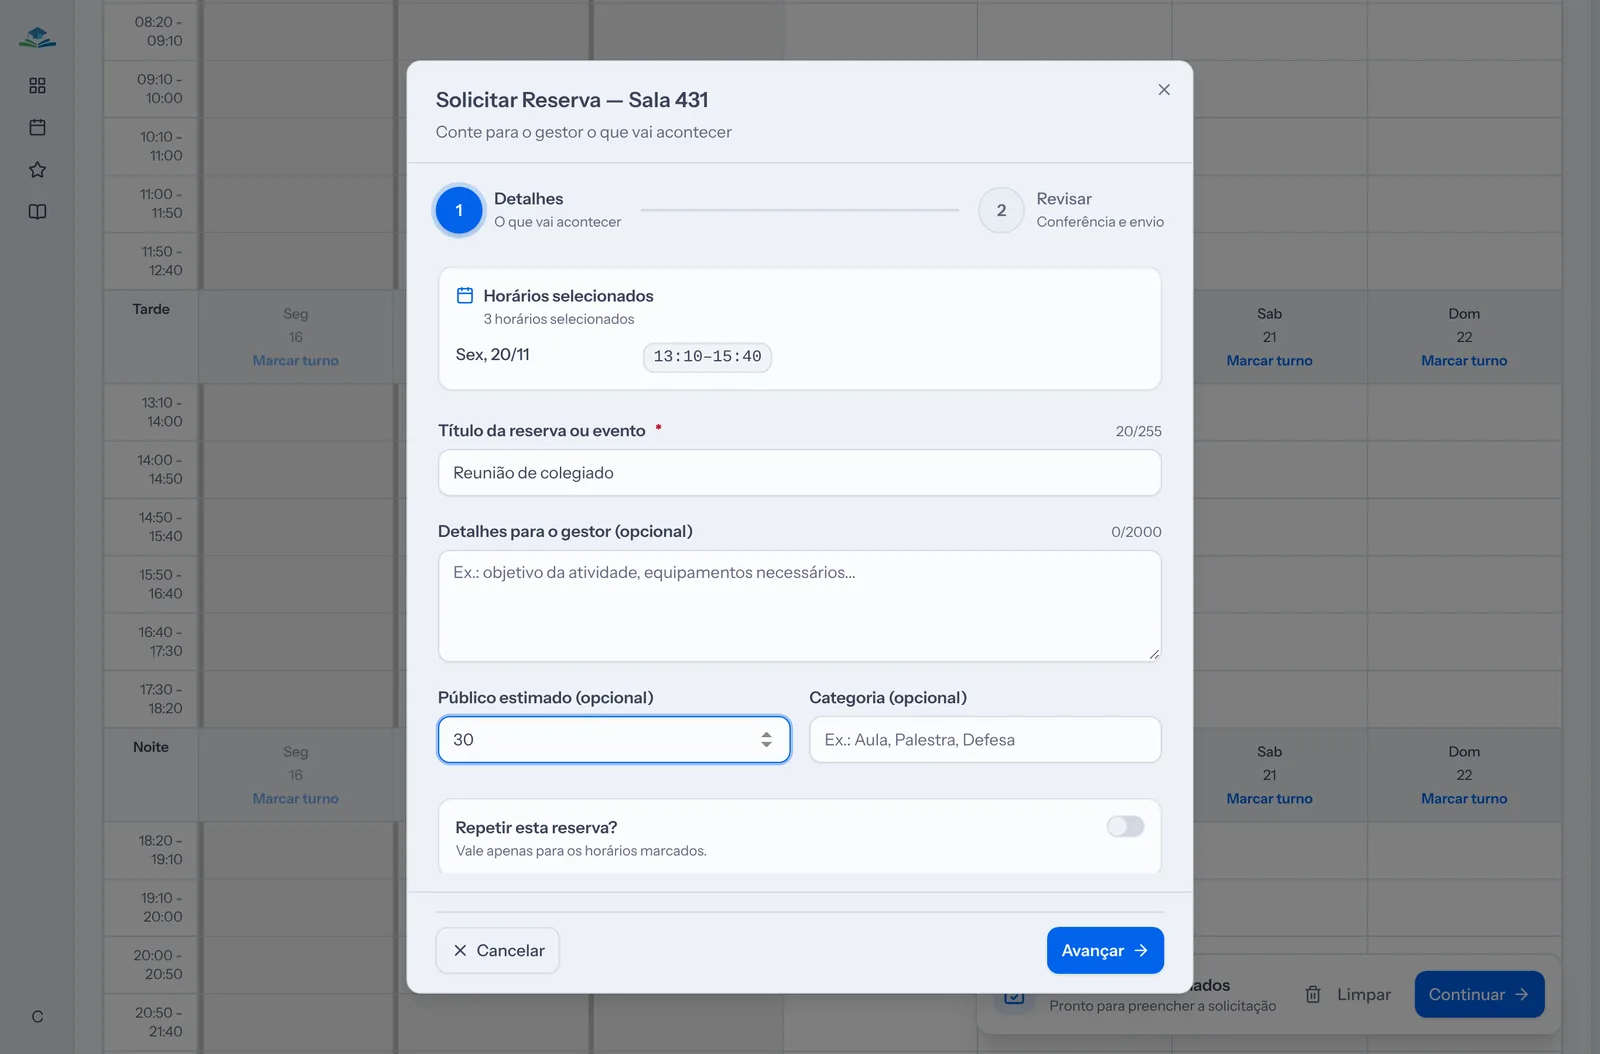 08:20 -
09:10
09:10 -
10:00
10:10 -
11:00
11:00 -
11:50
11:50 -
12:40
Tarde
Seg
16
Marcar turno
Sab
21
Marcar turno
Dom
22
Marcar turno
13:10 -
14:00
14:00 -
14:50
14:50 -
15:40
15:50 -
16:40
16:40 -
17:30
17:30 -
18:20
Noite
Seg
16
Marcar turno
Sab
21
Marcar turno
Dom
22
Marcar turno
18:20 -
19:10
19:10 -
20:00
20:00 -
20:50
20:50 -
21:40
C
Solicitar Reserva — Sala 431
Conte para o gestor o que vai acontecer
1
Detalhes
O que vai acontecer
2
Revisar
Conferência e envio
Horários selecionados
3 horários selecionados
Sex, 20/11
13:10–15:40
Título da reserva ou evento *
20/255
Reunião de colegiado
Detalhes para o gestor (opcional)
0/2000
Ex.: objetivo da atividade, equipamentos necessários...
Público estimado (opcional)
30
Categoria (opcional)
Ex.: Aula, Palestra, Defesa
Repetir esta reserva?
Vale apenas para os horários marcados.
Cancelar
Avançar
Pronto para preencher a solicitação
Limpar
Continuar